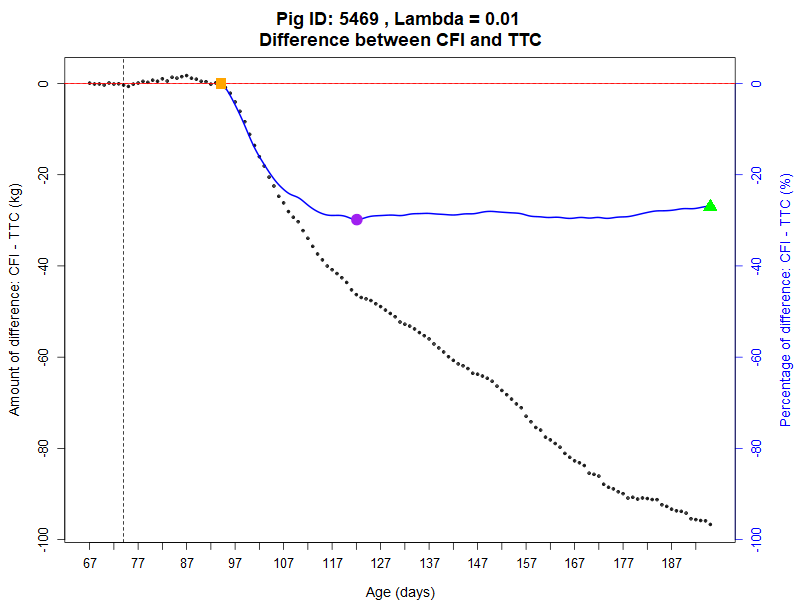 Pig ID: 5469 , Lambda = 0.01
Difference between CFI and TTC
Amount of difference: CFI - TTC (kg)
0
-20
-40
-60
-80
-100
0
-20
-40
-60
-80
-100
Percentage of difference: CFI - TTC (%)
67 77 87 97 107 117 127 137 147 157 167 177 187
Age (days)